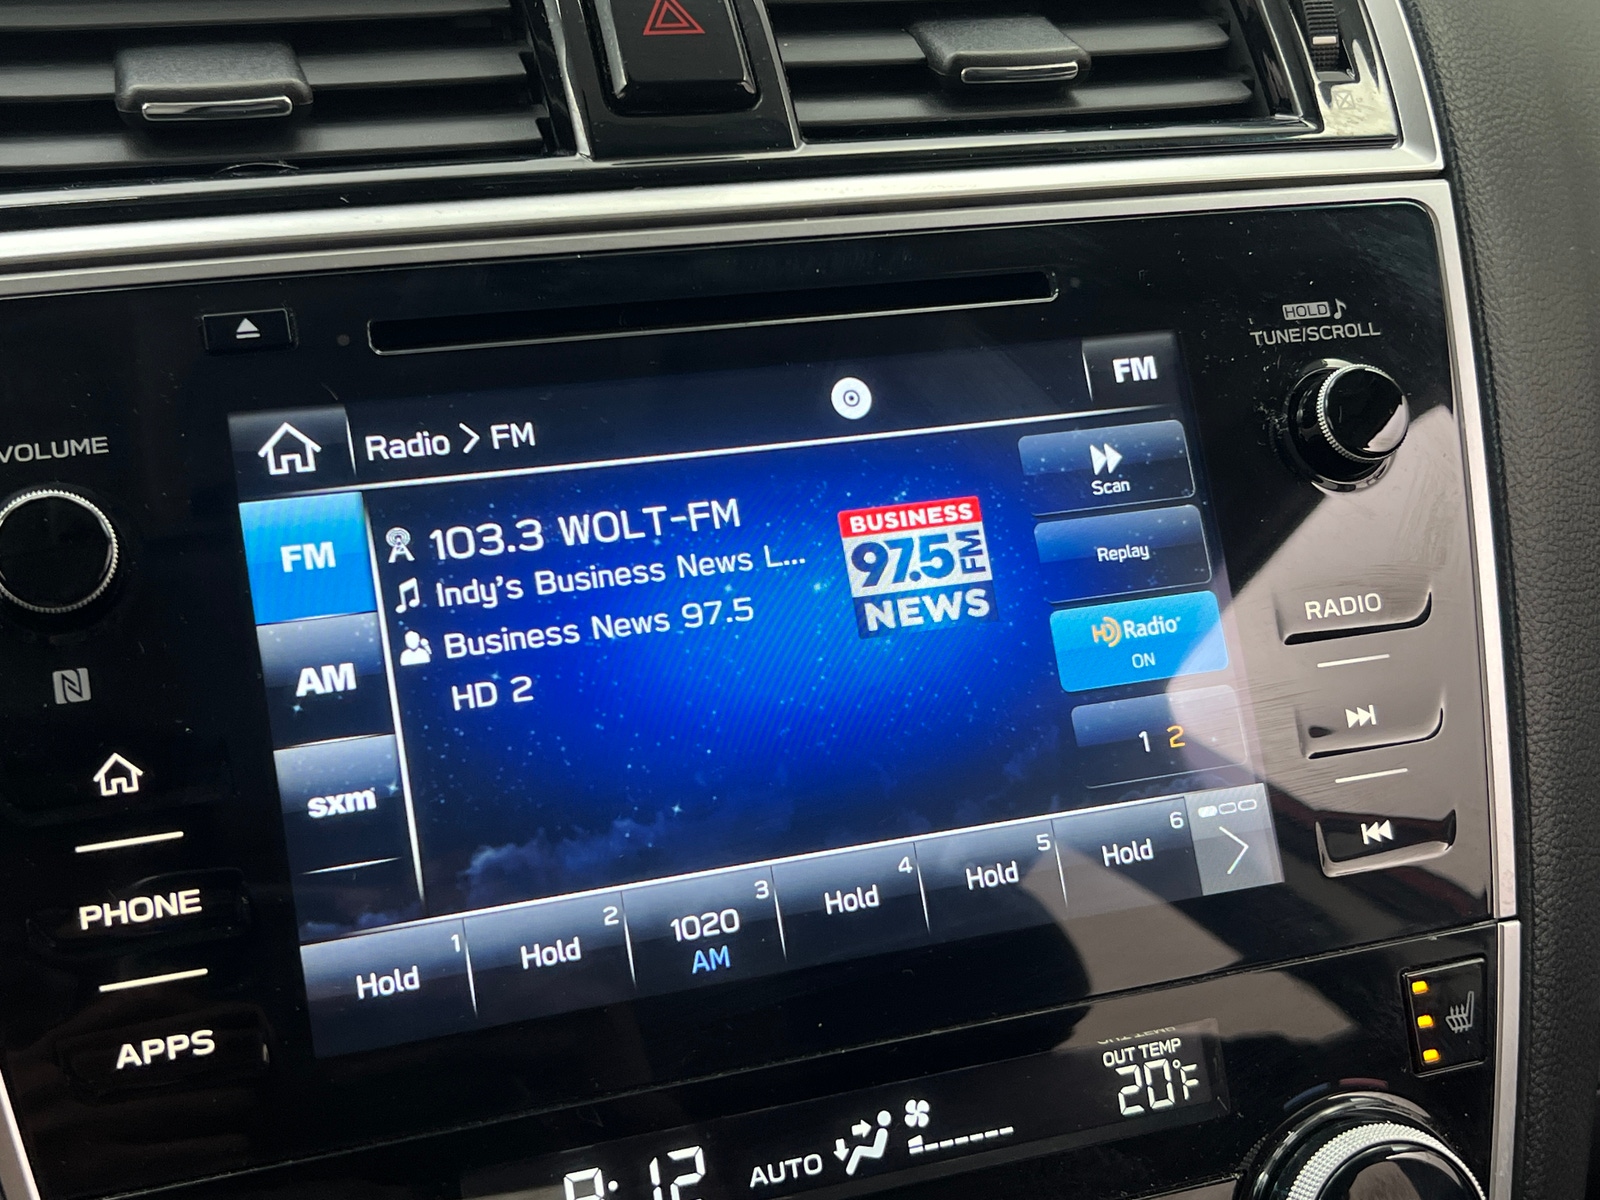 HOLD
TUNE/SCROLL
VOLUME
FM
Radio > FM
Scan
FM
103.3 WOLT-FM
Indy's Business News L...
Business News 97.5
HD 2
BUSINESS
97.5 FM
NEWS
Replay
HD Radio
ON
1 2
AM
sxm
RADIO
N
PHONE
APPS
1
Hold
2
Hold
3
1020
AM
4
Hold
5
Hold
6
Hold
OUT TEMP
20°F
AUTO